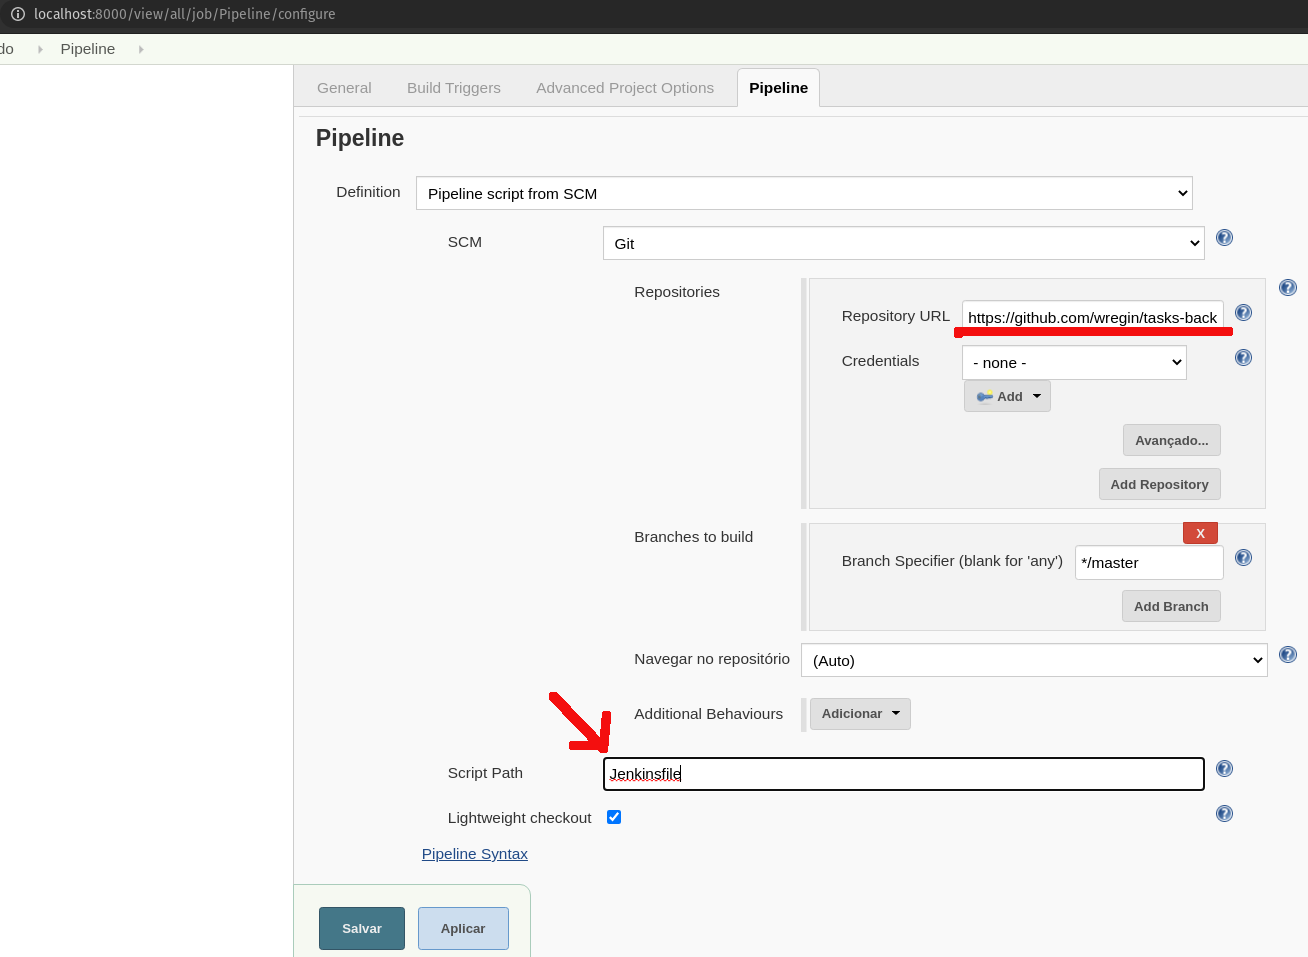 localhost:8000/view/all/job/Pipeline/configure
do Pipeline
General Build Triggers Advanced Project Options Pipeline
Pipeline
Definition Pipeline script from SCM
SCM Git
Repositories
Repository URL https://github.com/wregin/tasks-back
Credentials - none -
Add
Avançado...
Add Repository
Branches to build
X
Branch Specifier (blank for 'any') */master
Add Branch
Navegar no repositório (Auto)
Additional Behaviours Adicionar
Script Path Jenkinsfile
Lightweight checkout
Pipeline Syntax
Salvar Aplicar